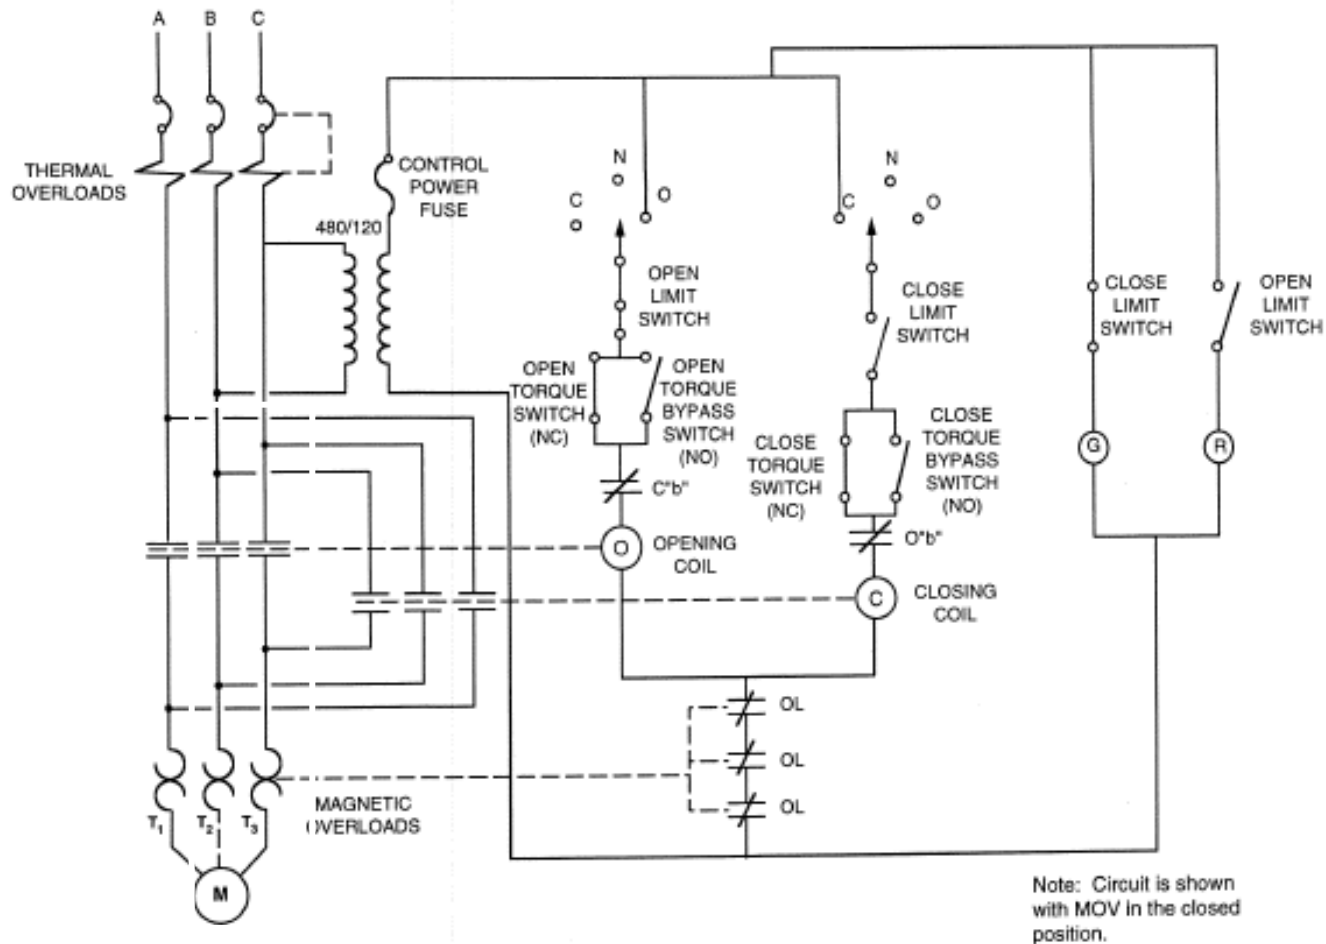 A
B
C
THERMAL
OVERLOADS
CONTROL
POWER
FUSE
480/120
N
C
O
OPEN
LIMIT
SWITCH
OPEN
TORQUE
SWITCH
(NC)
OPEN
TORQUE
BYPASS
SWITCH
(NO)
C"b"
O
OPENING
COIL
N
C
O
CLOSE
LIMIT
SWITCH
CLOSE
TORQUE
SWITCH
(NC)
CLOSE
TORQUE
BYPASS
SWITCH
(NO)
O"b"
C
CLOSING
COIL
CLOSE
LIMIT
SWITCH
OPEN
LIMIT
SWITCH
G
R
OL
OL
OL
MAGNETIC
OVERLOADS
T1
T2
T3
M
Note: Circuit is shown
with MOV in the closed
position.